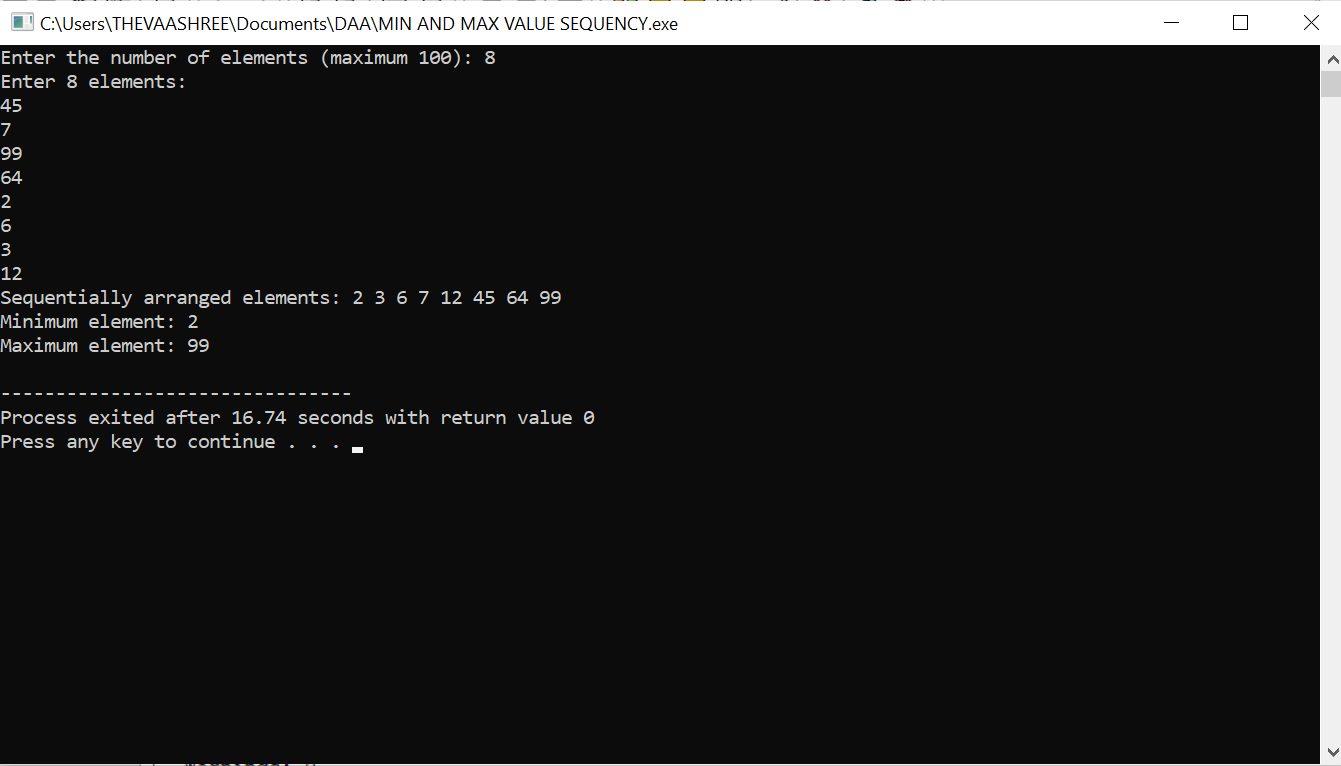 C:\Users\THEVAASHREE\Documents\DAA\MIN AND MAX VALUE SEQUENCY.exe
Enter the number of elements (maximum 100): 8
Enter 8 elements:
45
7
99
64
2
6
3
12
Sequentially arranged elements: 2 3 6 7 12 45 64 99
Minimum element: 2
Maximum element: 99
--------------------------------
Process exited after 16.74 seconds with return value 0
Press any key to continue . . .